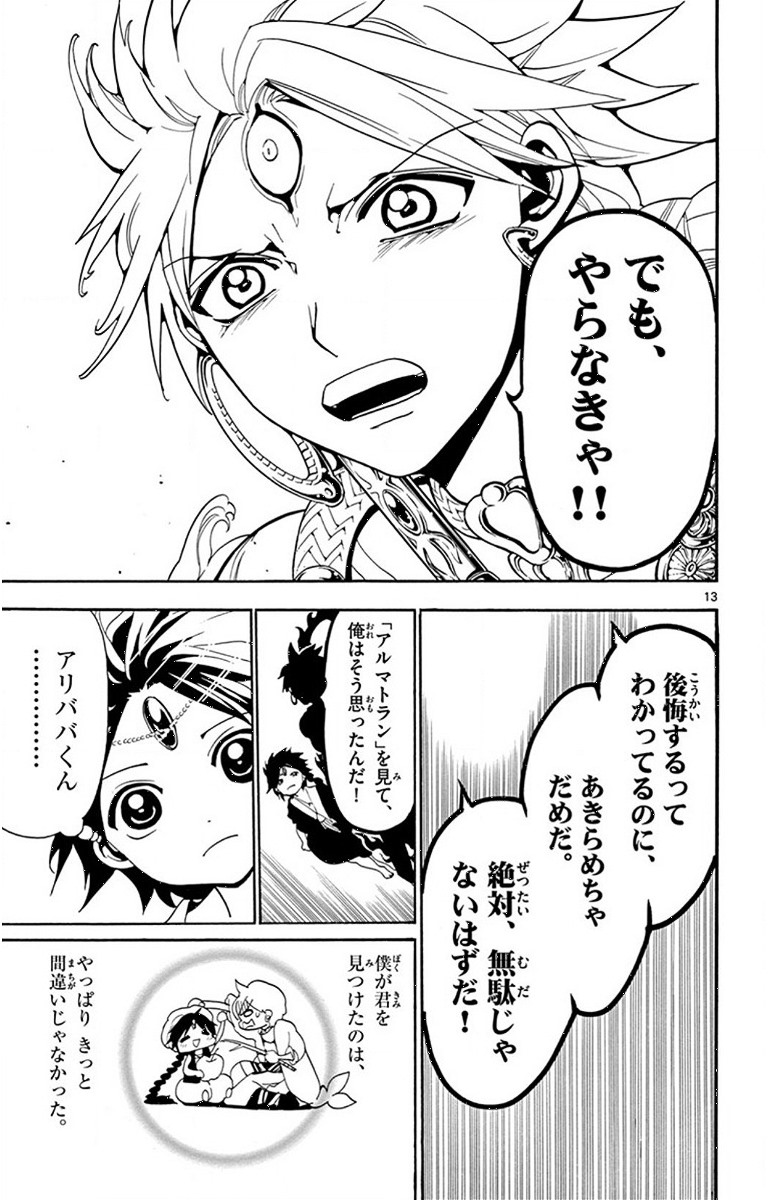 でも、
やらなきゃ!!
13
後悔するって
わかってるのに、
あきらめちゃ
だめだ。
絶対、無駄じゃ
ないはずだ!
「アルマトラン」を見て、
俺はそう思ったんだ!
アリババくん
………
僕が君を
見つけたのは、
やっぱりきっと
間違いじゃなかった。